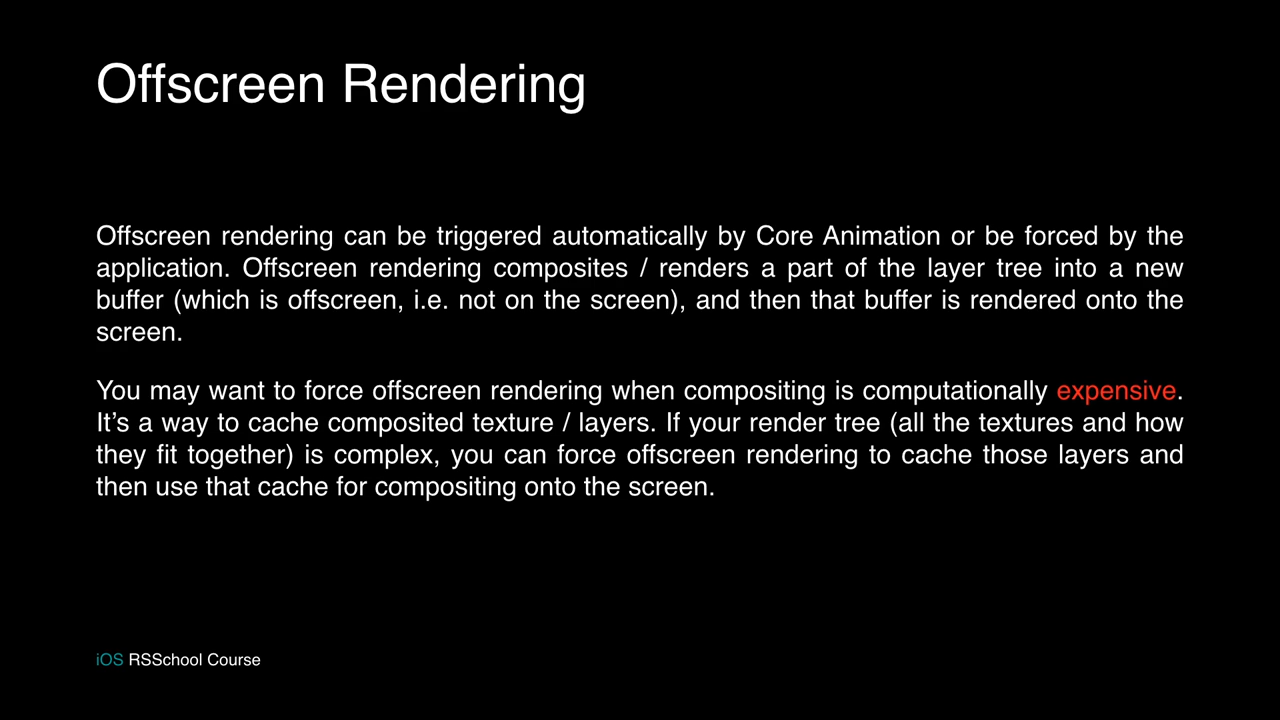 Offscreen Rendering
Offscreen rendering can be triggered automatically by Core Animation or be forced by the
application. Offscreen rendering composites / renders a part of the layer tree into a new
buffer (which is offscreen, i.e. not on the screen), and then that buffer is rendered onto the
screen.
You may want to force offscreen rendering when compositing is computationally expensive.
It’s a way to cache composited texture / layers. If your render tree (all the textures and how
they fit together) is complex, you can force offscreen rendering to cache those layers and
then use that cache for compositing onto the screen.
iOS RSSchool Course